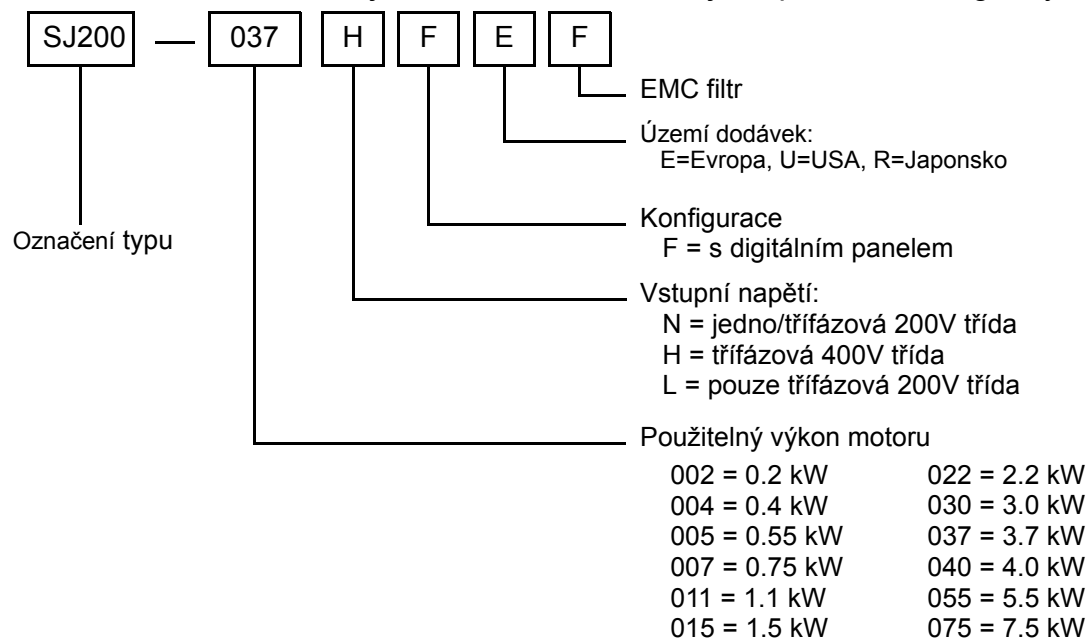 SJ200 — 037 H F E F
EMC filtr
Území dodávek:
E=Evropa, U=USA, R=Japonsko
Konfigurace
F = s digitálním panelem
Označení typu
Vstupní napětí:
N = jedno/třífázová 200V třída
H = třífázová 400V třída
L = pouze třífázová 200V třída
Použitelný výkon motoru
002 = 0.2 kW 022 = 2.2 kW
004 = 0.4 kW 030 = 3.0 kW
005 = 0.55 kW 037 = 3.7 kW
007 = 0.75 kW 040 = 4.0 kW
011 = 1.1 kW 055 = 5.5 kW
015 = 1.5 kW 075 = 7.5 kW